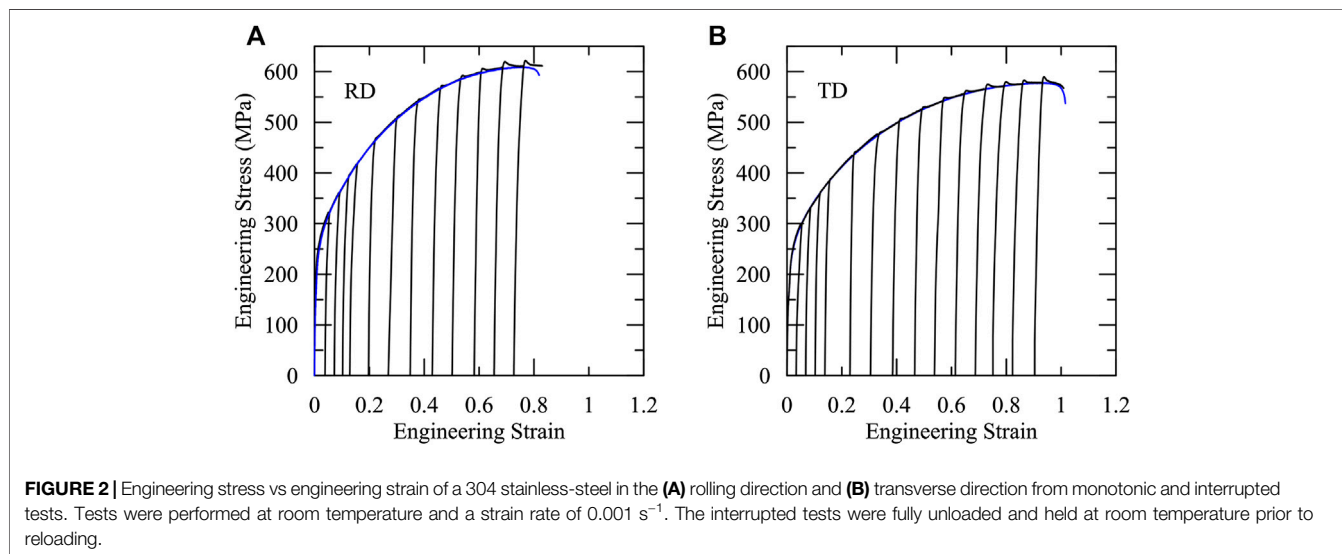 A
B
RD
TD
Engineering Stress (MPa)
600
500
400
300
200
100
0
0 0.2 0.4 0.6 0.8 1 1.2
Engineering Strain
Engineering Stress (MPa)
600
500
400
300
200
100
0
0 0.2 0.4 0.6 0.8 1 1.2
Engineering Strain
FIGURE 2 | Engineering stress vs engineering strain of a 304 stainless-steel in the (A) rolling direction and (B) transverse direction from monotonic and interrupted
tests. Tests were performed at room temperature and a strain rate of 0.001 s⁻¹. The interrupted tests were fully unloaded and held at room temperature prior to
reloading.